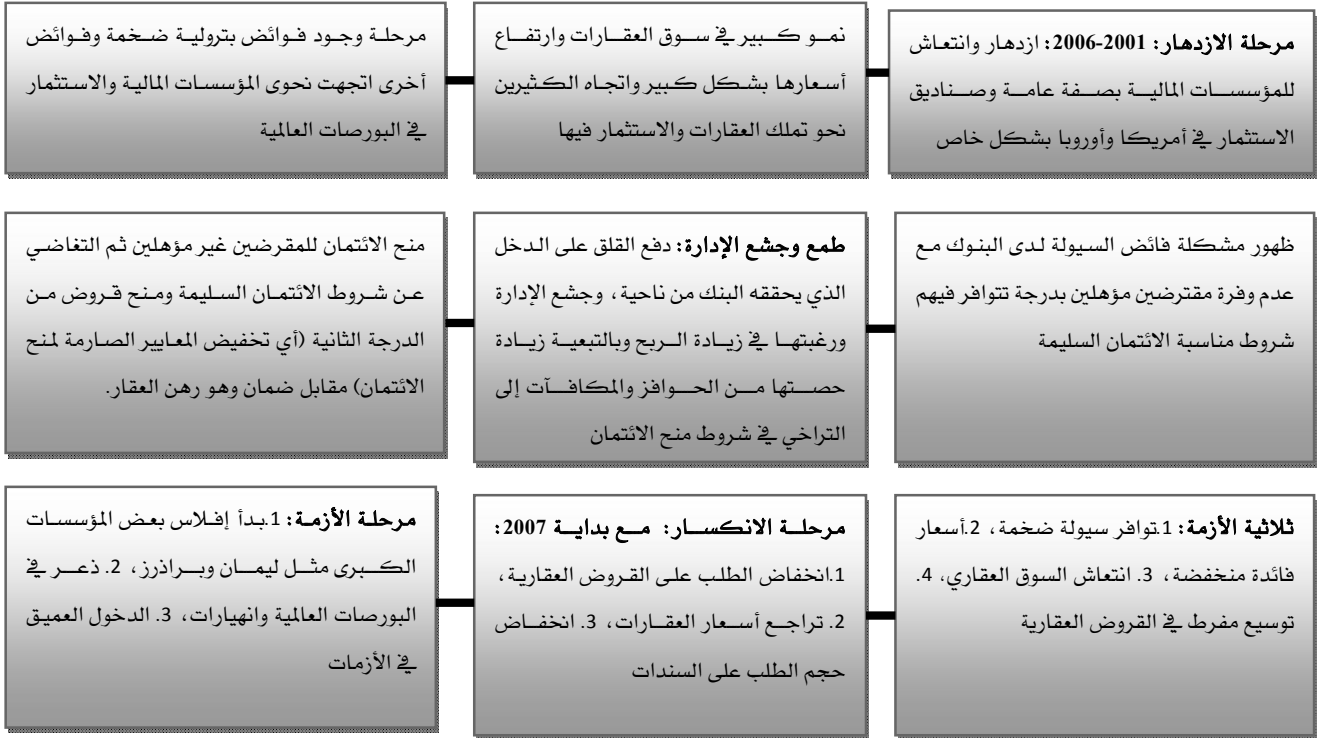 مرحلة الازدهار: 2001-2006: ازدهار وانتعاش
للمؤسسات المالية بصفة عامة وصناديق
الاستثمار في أمريكا وأوروبا بشكل خاص
نمو كبير في سوق العقارات وارتفاع
أسعارها بشكل كبير واتجاه الكثيرين
نحو تملك العقارات والاستثمار فيها
مرحلة وجود فوائض بترولية ضخمة وفوائض
أخرى اتجهت نحوى المؤسسات المالية والاستثمار
في البورصات العالمية
ظهور مشكلة فائض السيولة لدى البنوك مع
عدم وفرة مقترضين مؤهلين بدرجة تتوافر فيهم
شروط مناسبة الائتمان السليمة
طمع وجشع الإدارة: دفع القلق على الدخل
الذي يحققه البنك من ناحية، وجشع الإدارة
ورغبتها في زيادة الربح وبالتبعية زيادة
حصتها من الحوافز والمكافآت إلى
التراخي في شروط منح الائتمان
منح الائتمان للمقرضين غير مؤهلين ثم التغاضي
عن شروط الائتمان السليمة ومنح قروض من
الدرجة الثانية (أي تخفيض المعايير الصارمة لمنح
الائتمان) مقابل ضمان وهو رهن العقار.
ثلاثية الأزمة: 1.توافر سيولة ضخمة، 2.أسعار
فائدة منخفضة، 3. انتعاش السوق العقاري، 4.
توسيع مفرط في القروض العقارية
مرحلة الانكسار: مع بداية 2007:
1.انخفاض الطلب على القروض العقارية،
2. تراجع أسعار العقارات، 3. انخفاض
حجم الطلب على السندات
مرحلة الأزمة: 1.بدأ إفلاس بعض المؤسسات
الكبرى مثل ليمان وبراذرز، 2. ذعر في
البورصات العالمية وانهيارات، 3. الدخول العميق
في الأزمات